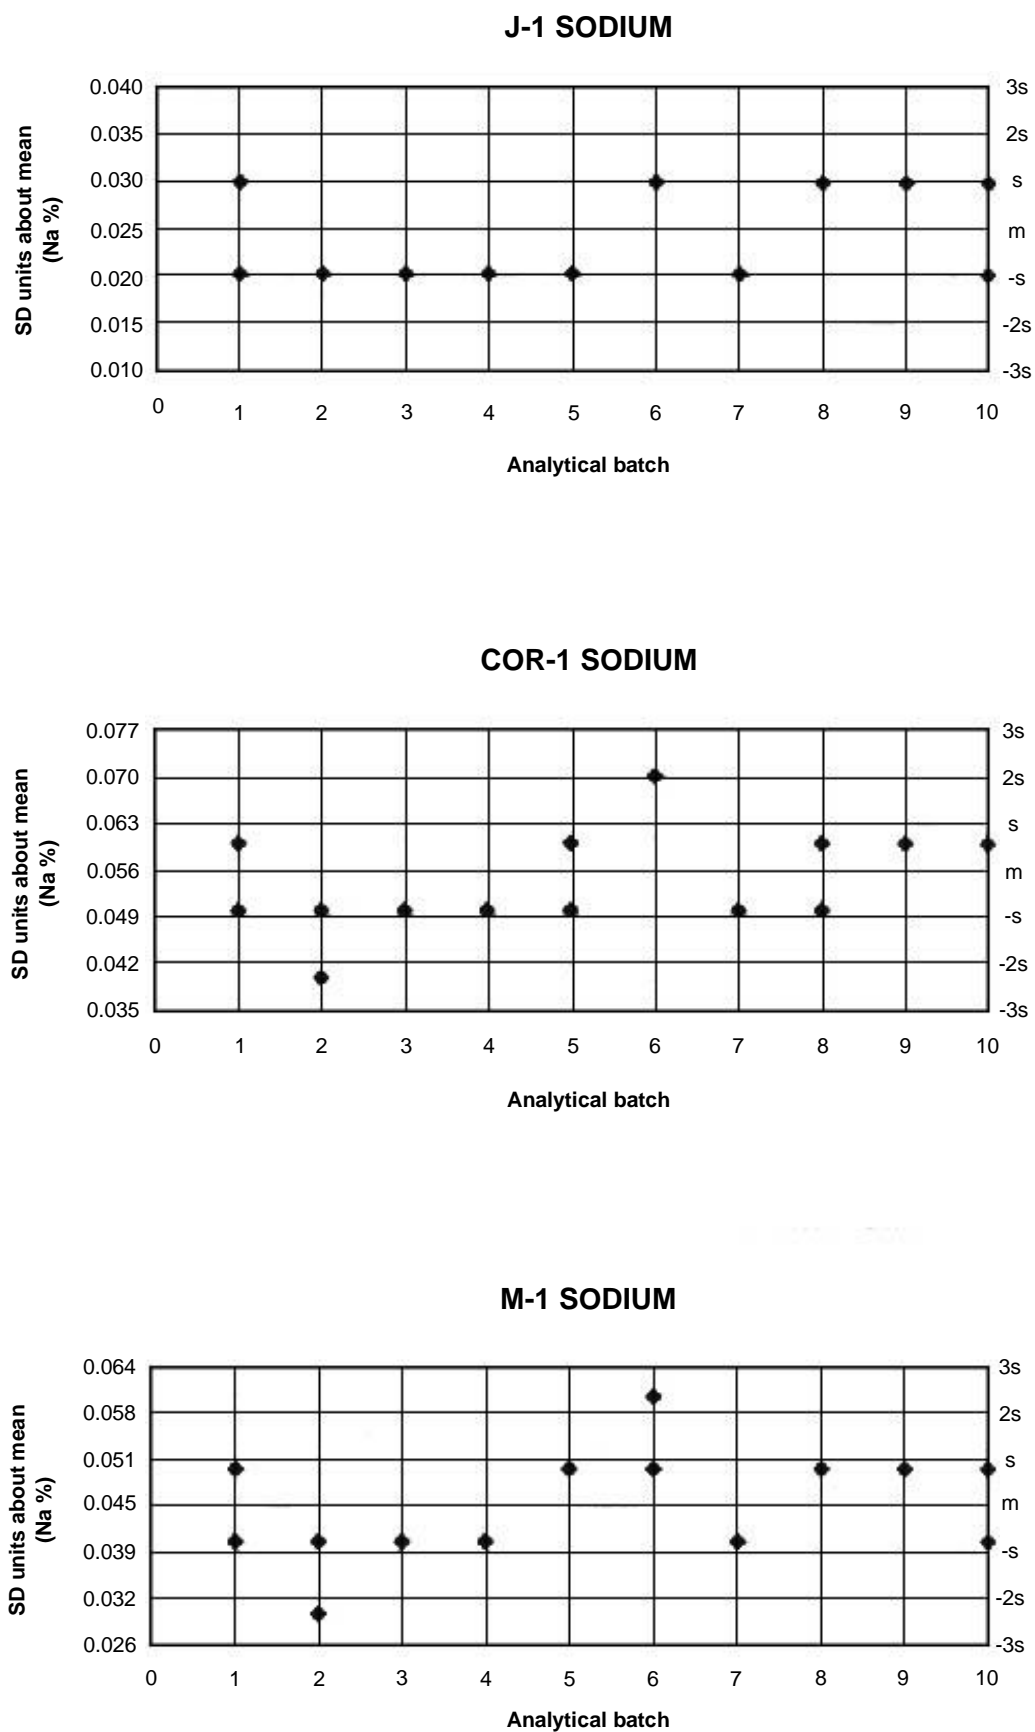 J-1 SODIUM
SD units about mean
(Na %)
0.040
0.035
0.030
0.025
0.020
0.015
0.010
3s
2s
s
m
-s
-2s
-3s
0 1 2 3 4 5 6 7 8 9 10
Analytical batch
COR-1 SODIUM
SD units about mean
(Na %)
0.077
0.070
0.063
0.056
0.049
0.042
0.035
3s
2s
s
m
-s
-2s
-3s
0 1 2 3 4 5 6 7 8 9 10
Analytical batch
M-1 SODIUM
SD units about mean
(Na %)
0.064
0.058
0.051
0.045
0.039
0.032
0.026
3s
2s
s
m
-s
-2s
-3s
0 1 2 3 4 5 6 7 8 9 10
Analytical batch